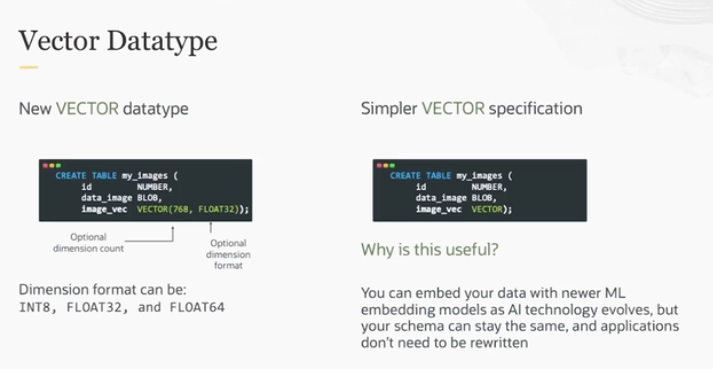 Vector Datatype
New VECTOR datatype
CREATE TABLE my_images (
id NUMBER,
data_image BLOB,
image_vec VECTOR(768, FLOAT32));
Optional
dimension count
Optional
dimension
format
Dimension format can be:
INT8, FLOAT32, and FLOAT64
Simpler VECTOR specification
CREATE TABLE my_images (
id NUMBER,
data_image BLOB,
image_vec VECTOR);
Why is this useful?
You can embed your data with newer ML
embedding models as AI technology evolves, but
your schema can stay the same, and applications
don't need to be rewritten